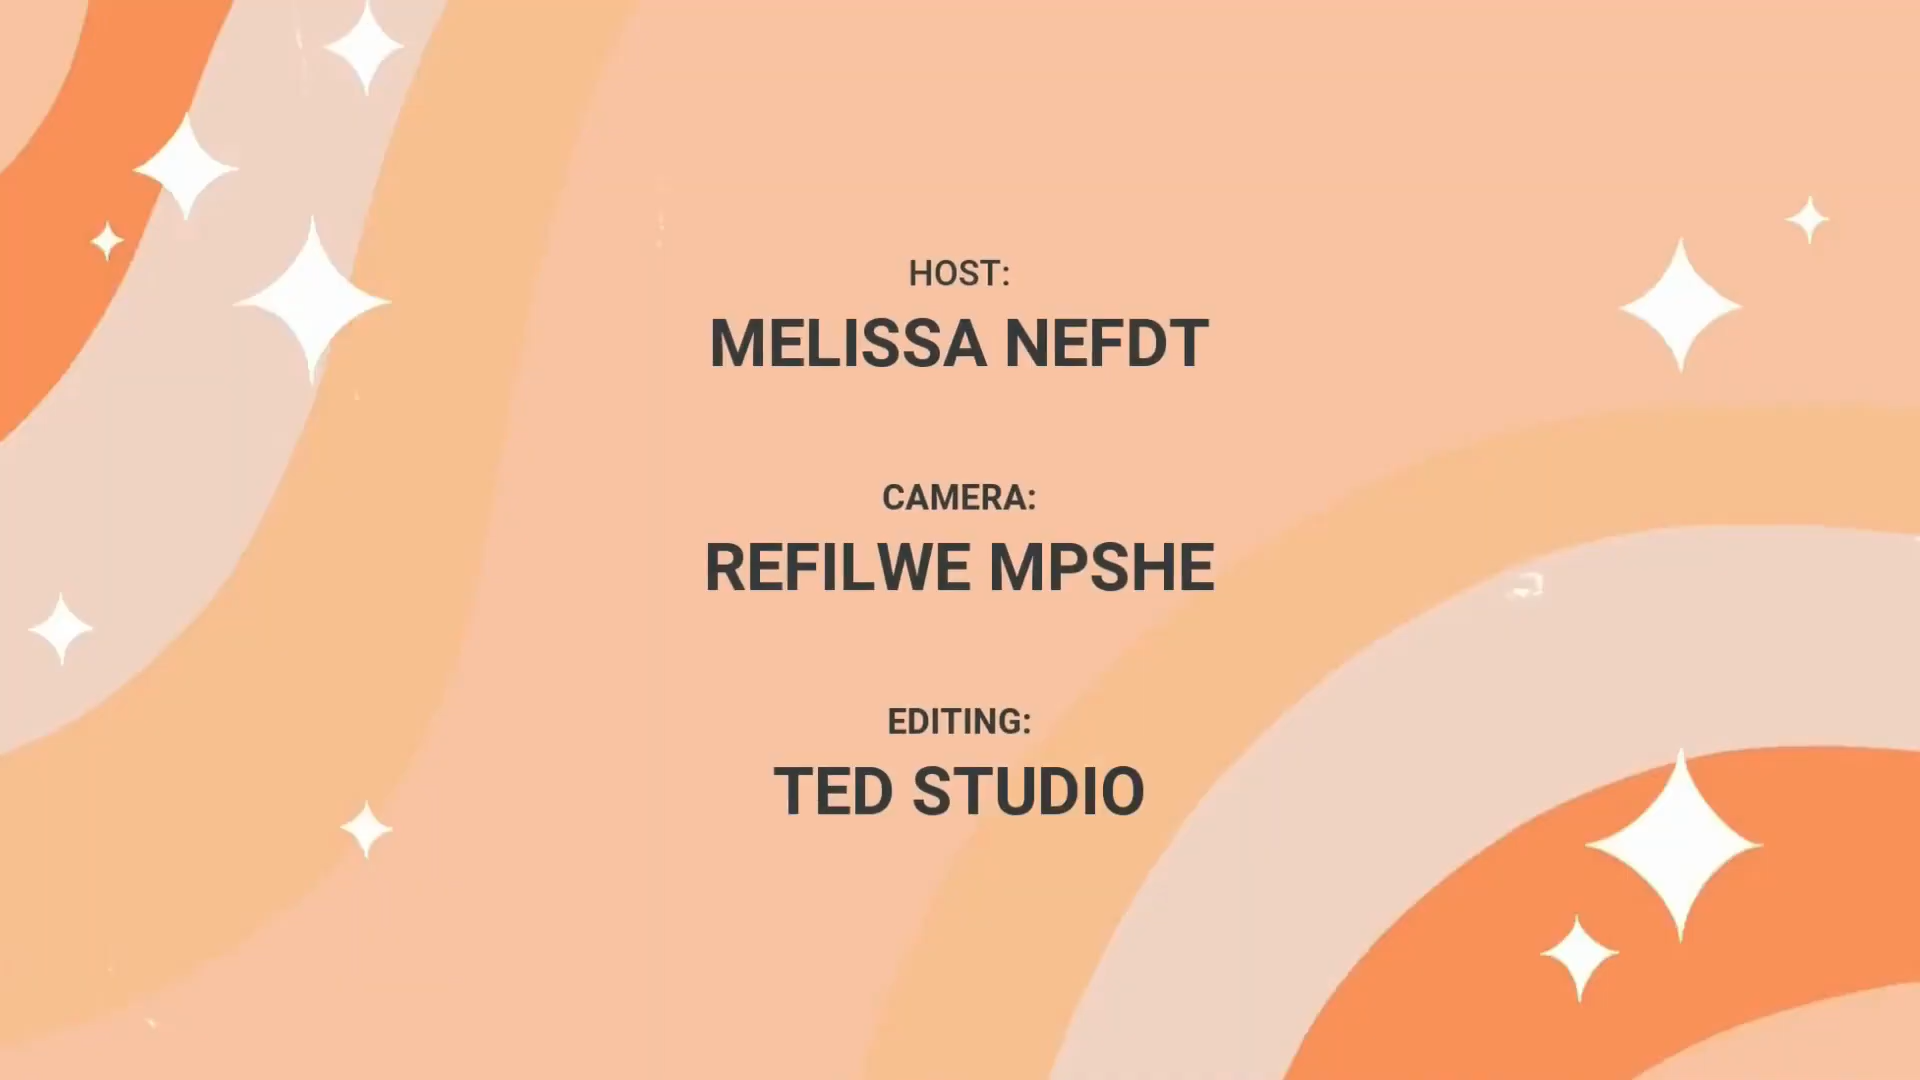 HOST:
MELISSA NEFDT
CAMERA:
REFILWE MPSHE
EDITING:
TED STUDIO